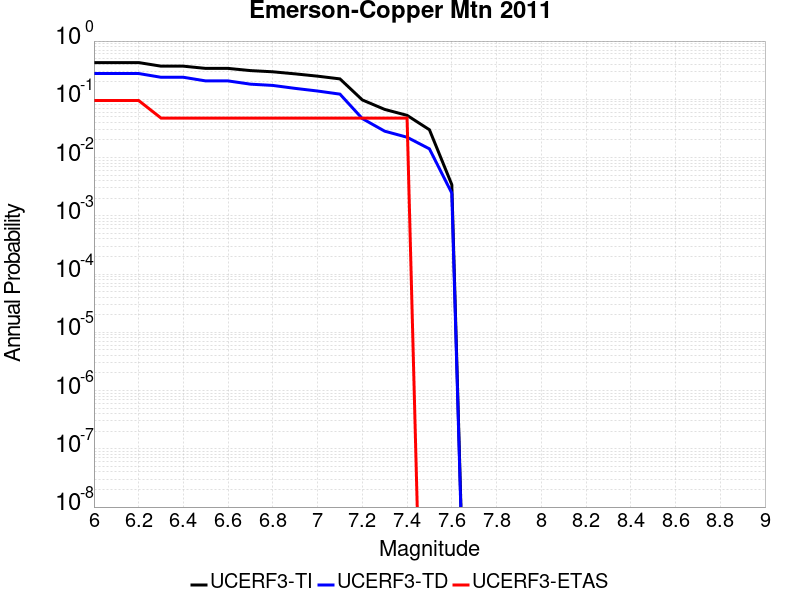 Emerson-Copper Mtn 2011
10^0
10^-1
10^-2
10^-3
10^-4
10^-5
10^-6
10^-7
10^-8
Annual Probability
6 6.2 6.4 6.6 6.8 7 7.2 7.4 7.6 7.8 8 8.2 8.4 8.6 8.8 9
Magnitude
UCERF3-TI UCERF3-TD UCERF3-ETAS